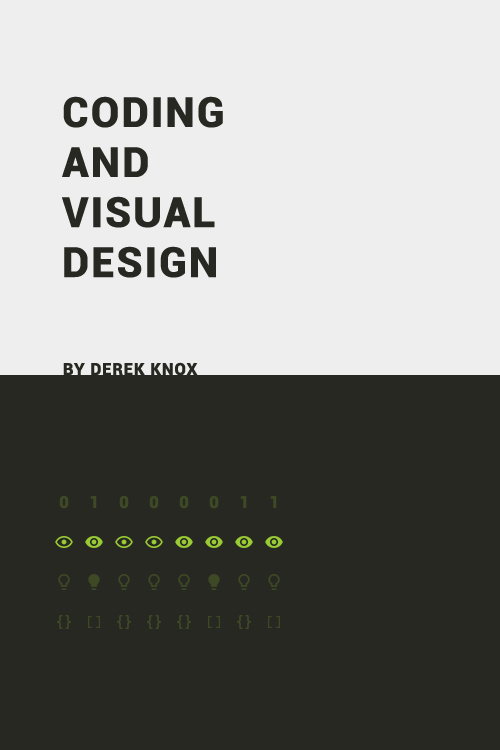 CODING
AND
VISUAL
DESIGN
BY DEREK KNOX
0 1 0 0 0 0 1 1
{} [] {} {} {} [] {} []